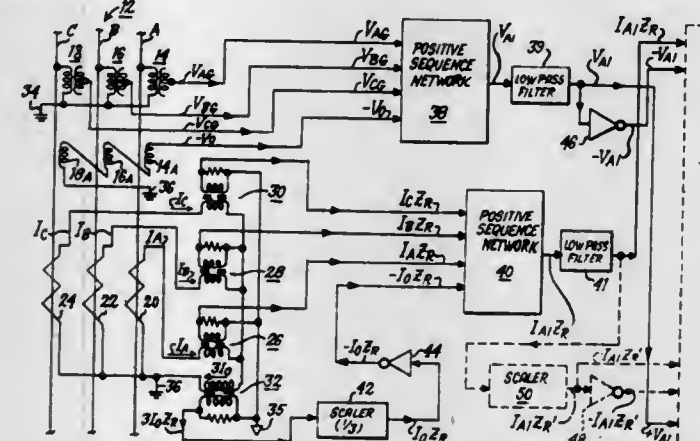 12
C
B
A
18
16
14
34
VAG
VBG
VCG
-V0
VAG
VBG
VCG
-V0
POSITIVE
SEQUENCE
NETWORK
38
VA1
39
LOW PASS
FILTER
VA1
46
-VA1
IA1ZR
-VA1
18A
16A
14A
36
30
IC
IB
IA
IC
IB
IA
28
26
24
22
20
36
3I0
32
35
3I0ZR
ICZR
IBZR
IAZR
-I0ZR
POSITIVE
SEQUENCE
NETWORK
40
LOW PASS
FILTER
41
IA1ZR
-I0ZR
44
42
SCALER
(1/3)
I0ZR
SCALER
50
IA1ZR'
48
IA1ZR'
-IA1ZR'
+VA1